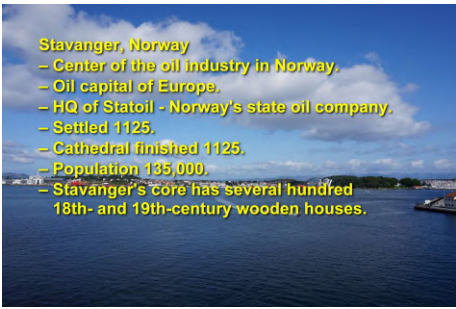 Stavanger, Norway
– Center of the oil industry in Norway.
– Oil capital of Europe.
– HQ of Statoil - Norway's state oil company.
– Settled 1125.
– Cathedral finished 1125.
– Population 135,000.
– Stavanger's core has several hundred
18th- and 19th-century wooden houses.